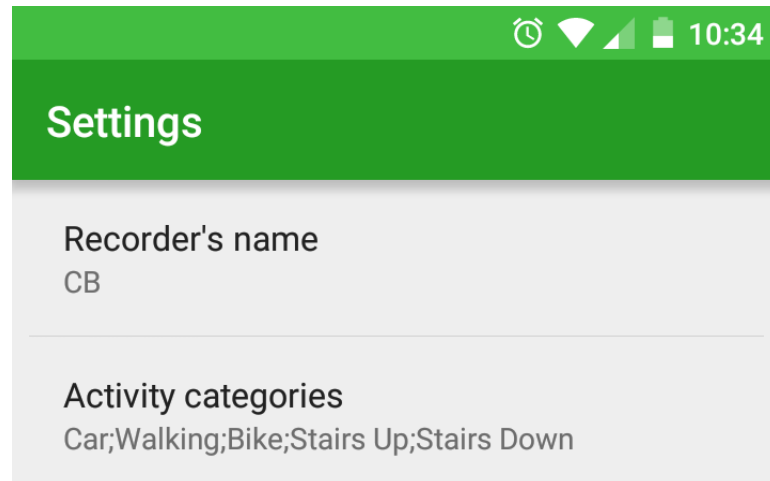 10:34
Settings
Recorder's name
CB
Activity categories
Car;Walking;Bike;Stairs Up;Stairs Down